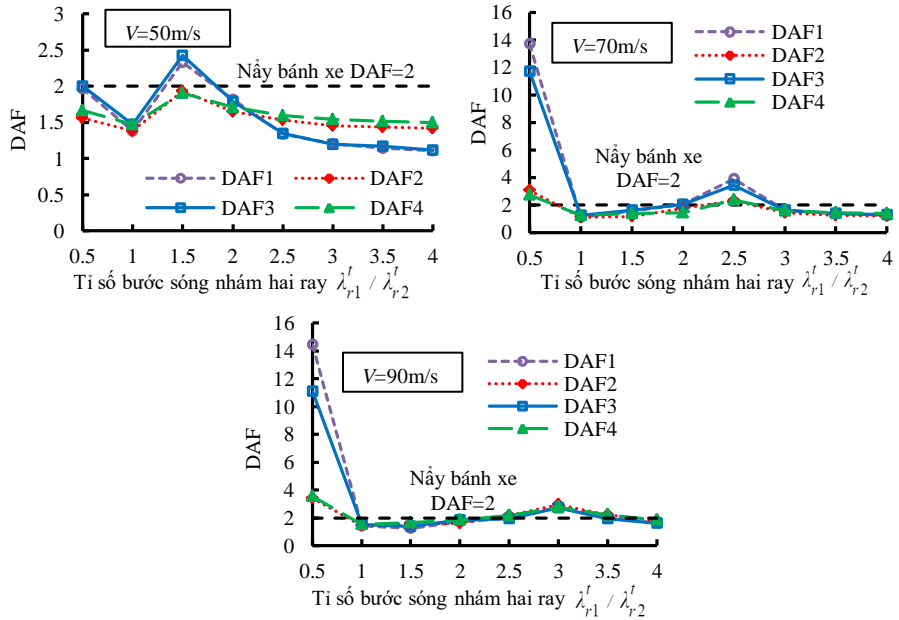 V=50m/s
DAF
3
2.5
2
1.5
1
0.5
0
Nẩy bánh xe DAF=2
DAF1 DAF2
DAF3 DAF4
0.5 1 1.5 2 2.5 3 3.5 4
Tỉ số bước sóng nhám hai ray λ^t_r1 / λ^t_r2
V=70m/s
DAF
16
14
12
10
8
6
4
2
0
DAF1
DAF2
DAF3
DAF4
Nẩy bánh xe
DAF=2
0.5 1 1.5 2 2.5 3 3.5 4
Tỉ số bước sóng nhám hai ray λ^t_r1 / λ^t_r2
V=90m/s
DAF
16
14
12
10
8
6
4
2
0
DAF1
DAF2
DAF3
DAF4
Nẩy bánh xe
DAF=2
0.5 1 1.5 2 2.5 3 3.5 4
Tỉ số bước sóng nhám hai ray λ^t_r1 / λ^t_r2